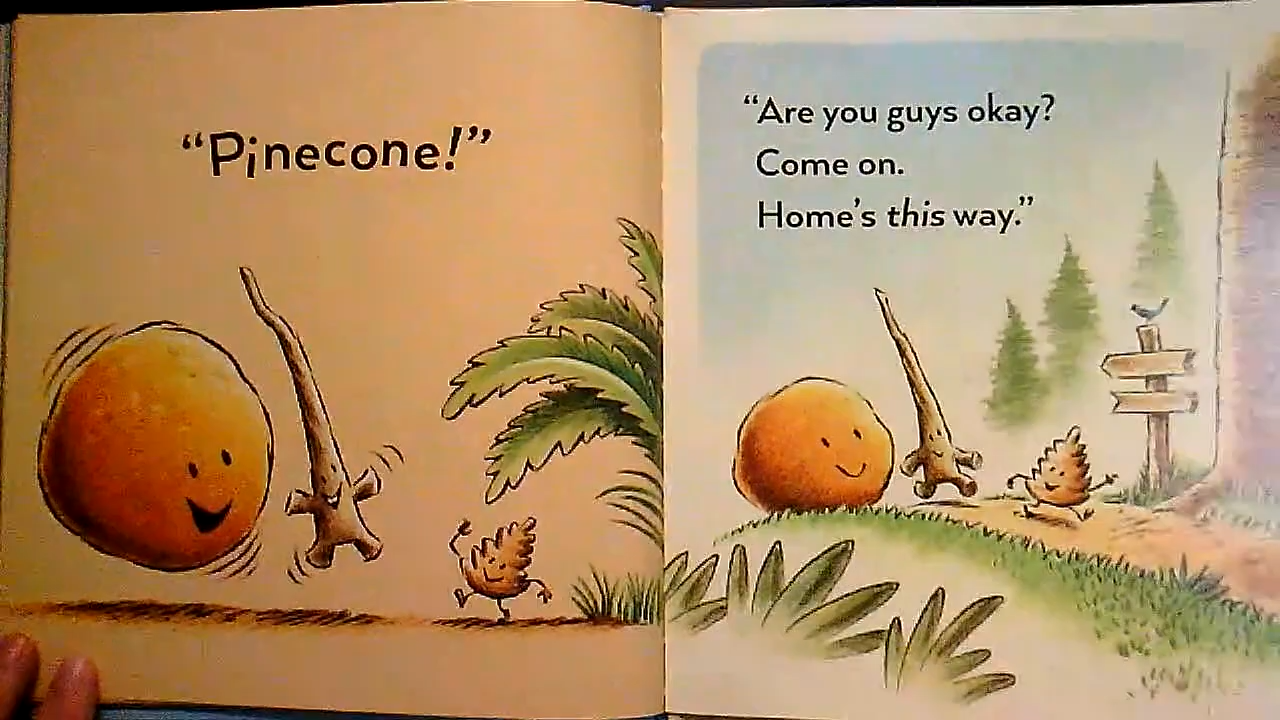 “Pinecone!”
“Are you guys okay?
Come on.
Home’s this way.”